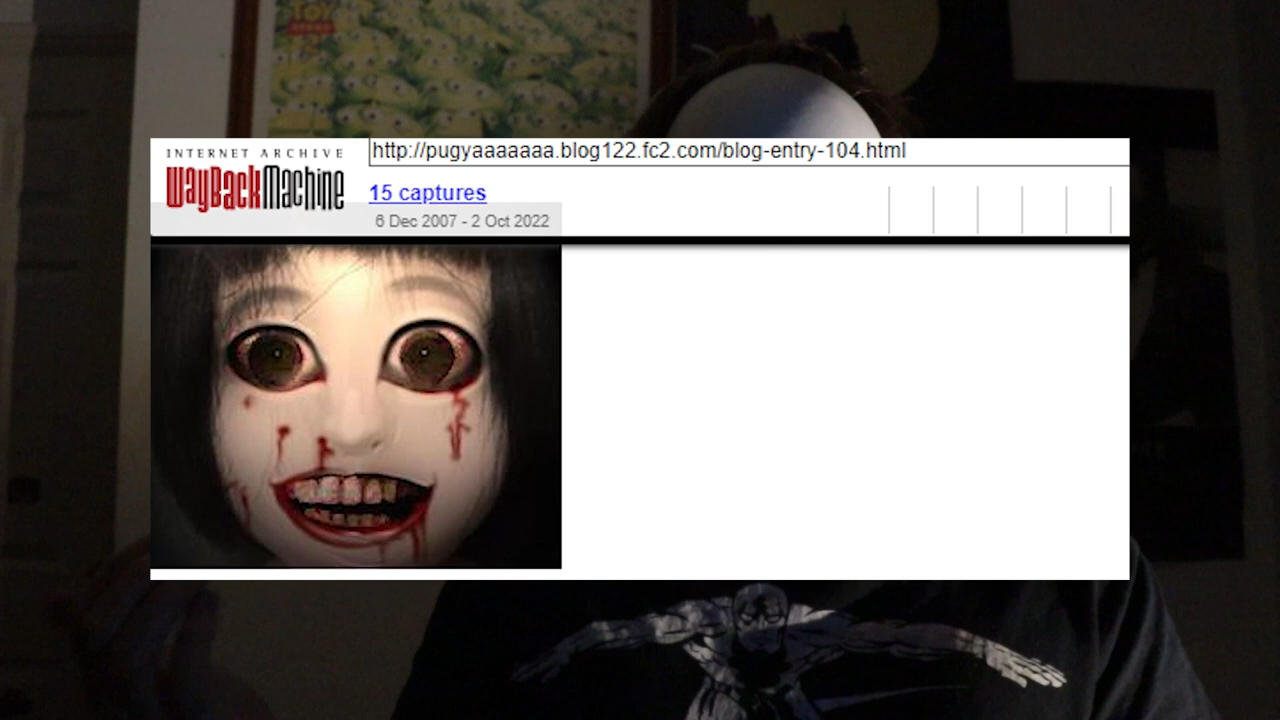 TOY
INTERNET ARCHIVE
WayBackMachine
http://pugyaaaaaaa.blog122.fc2.com/blog-entry-104.html
15 captures
6 Dec 2007 - 2 Oct 2022